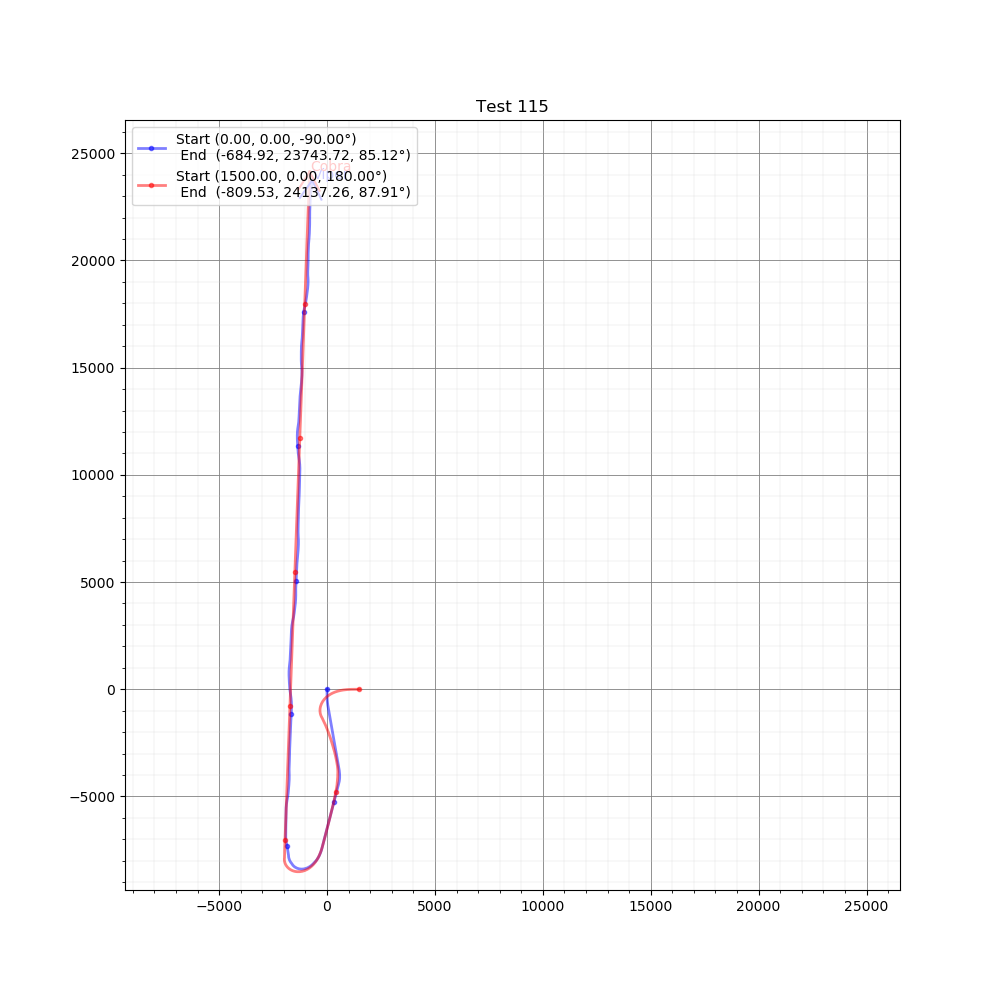 Test 115
Start (0.00, 0.00, -90.00°)
End (-684.92, 23743.72, 85.12°)
Start (1500.00, 0.00, 180.00°)
End (-809.53, 24137.26, 87.91°)
Cobra
25000
20000
15000
10000
5000
0
−5000
−5000
0
5000
10000
15000
20000
25000